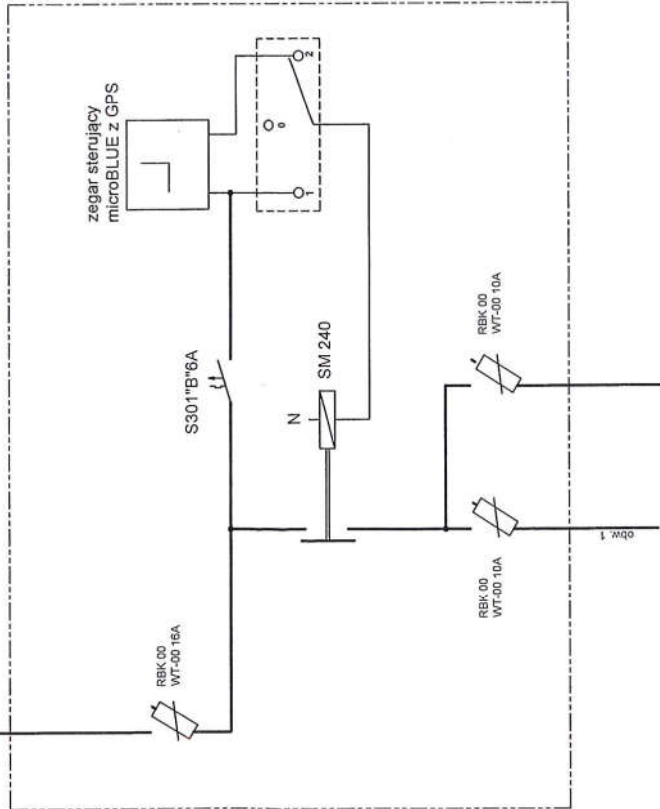 zegar sterujący
microBLUE z GPS
2
0
1
S301"B"6A
N
SM 240
RBK 00
WT-00 16A
RBK 00
WT-00 10A
RBK 00
WT-00 10A
obw. 1